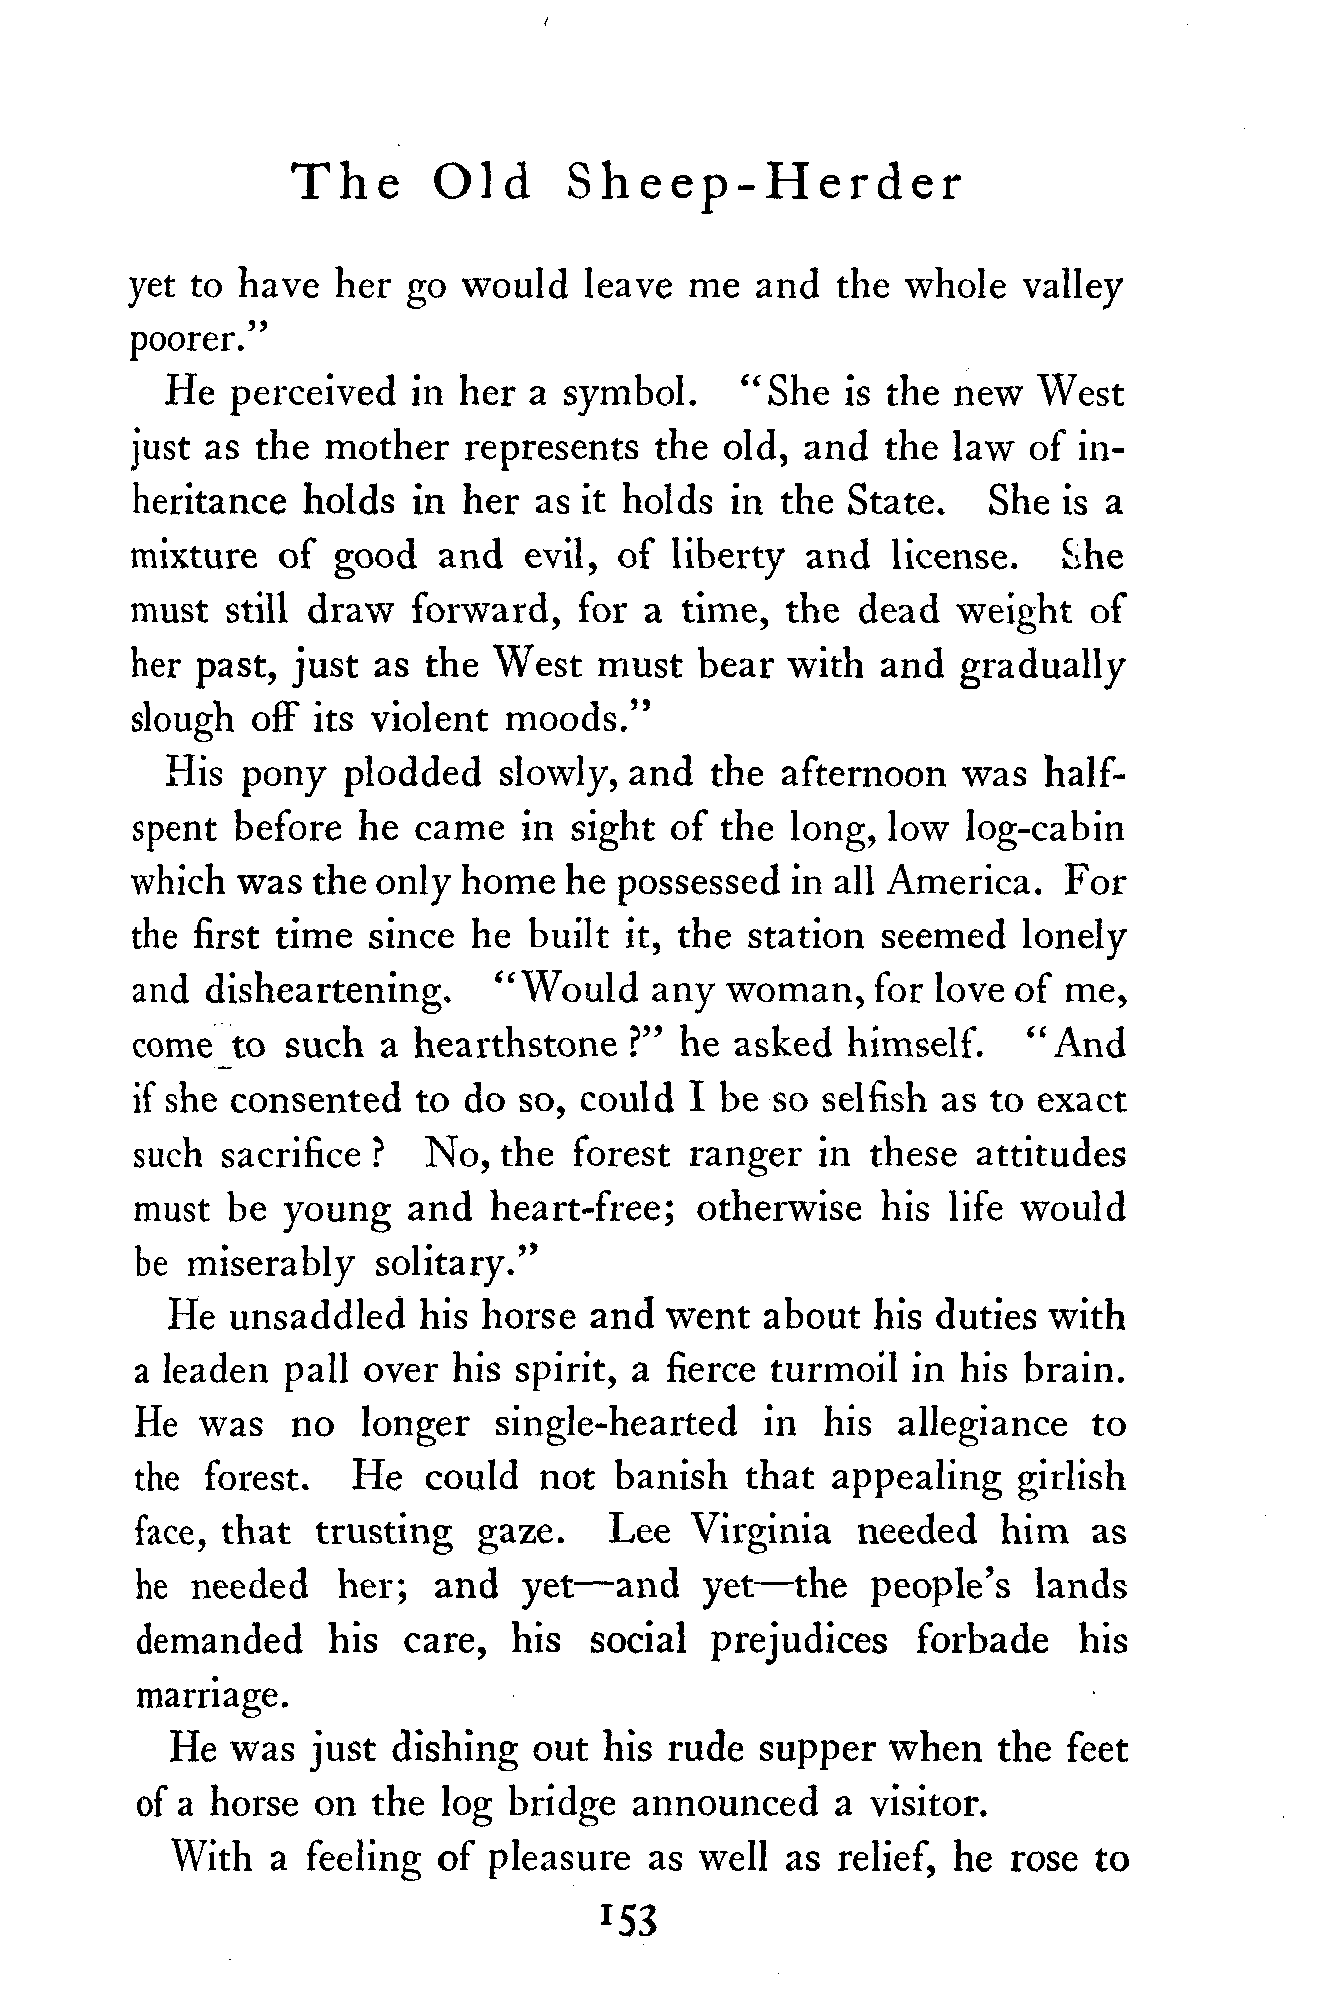 The Old Sheep-Herder
yet to have her go would leave me and the whole valley
poorer."
He perceived in her a symbol. "She is the new West
just as the mother represents the old, and the law of in-
heritance holds in her as it holds in the State. She is a
mixture of good and evil, of liberty and license. She
must still draw forward, for a time, the dead weight of
her past, just as the West must bear with and gradually
slough off its violent moods."
His pony plodded slowly, and the afternoon was half-
spent before he came in sight of the long, low log-cabin
which was the only home he possessed in all America. For
the first time since he built it, the station seemed lonely
and disheartening. "Would any woman, for love of me,
come to such a hearthstone?" he asked himself. "And
if she consented to do so, could I be so selfish as to exact
such sacrifice? No, the forest ranger in these attitudes
must be young and heart-free; otherwise his life would
be miserably solitary."
He unsaddled his horse and went about his duties with
a leaden pall over his spirit, a fierce turmoil in his brain.
He was no longer single-hearted in his allegiance to
the forest. He could not banish that appealing girlish
face, that trusting gaze. Lee Virginia needed him as
he needed her; and yet—and yet—the people's lands
demanded his care, his social prejudices forbade his
marriage.
He was just dishing out his rude supper when the feet
of a horse on the log bridge announced a visitor.
With a feeling of pleasure as well as relief, he rose to
153